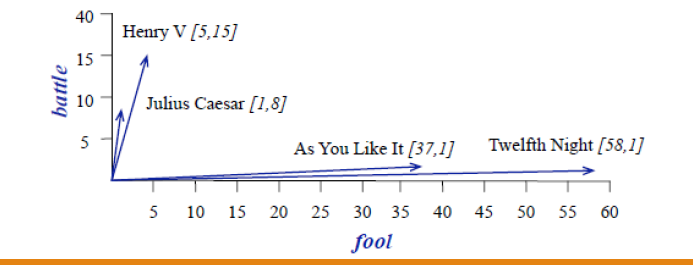 40
Henry V [5,15]
battle
15
10
Julius Caesar [1,8]
5
As You Like It [37,1]
Twelfth Night [58,1]
5 10 15 20 25 30 35 40 45 50 55 60
fool